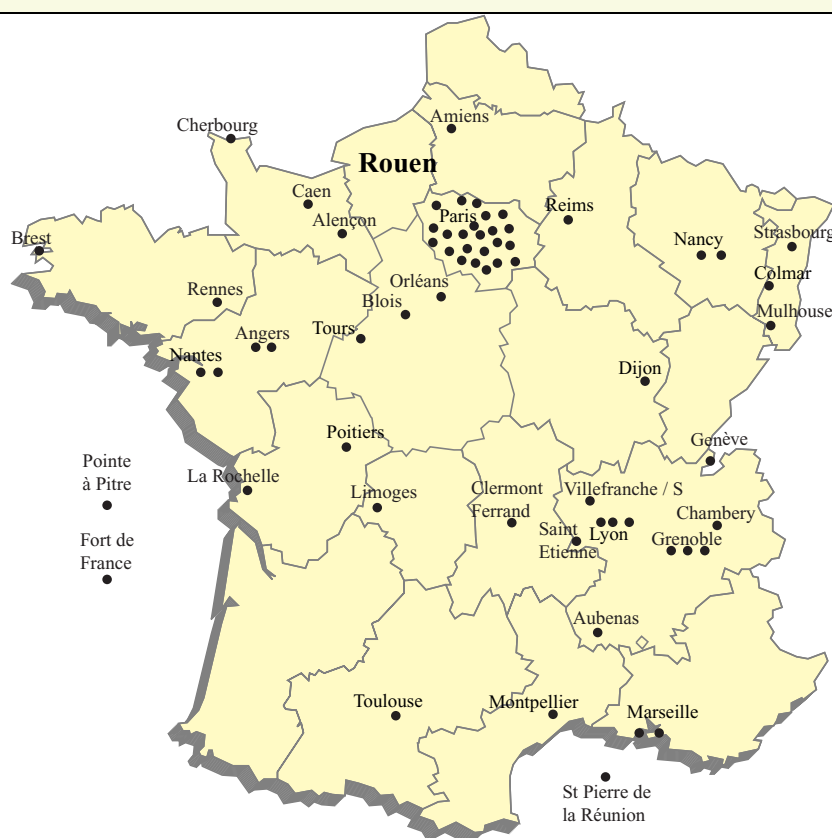 Amiens
Cherbourg
Rouen
Caen
Paris
Reims
Alençon
Strasbourg
Brest
Nancy
Colmar
Orléans
Rennes
Blois
Mulhouse
Angers
Tours
Nantes
Dijon
Poitiers
Genève
Pointe
à Pitre
La Rochelle
Limoges
Clermont
Ferrand
Villefranche / S
Chambery
Fort de
France
Saint
Etienne
Lyon
Grenoble
Aubenas
Toulouse
Montpellier
Marseille
St Pierre de
la Réunion